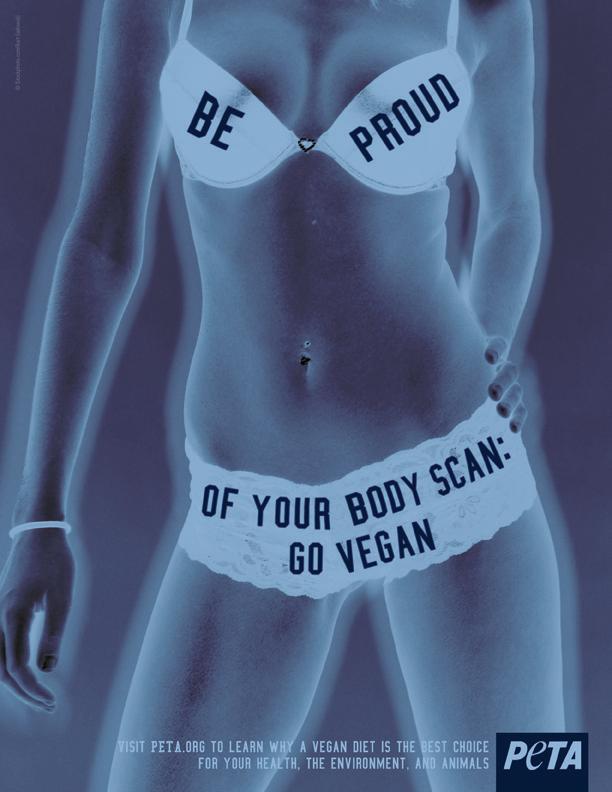 BE PROUD
OF YOUR BODY SCAN:
GO VEGAN
VISIT PETA.ORG TO LEARN WHY A VEGAN DIET IS THE BEST CHOICE
FOR YOUR HEALTH, THE ENVIRONMENT, AND ANIMALS
PeTA